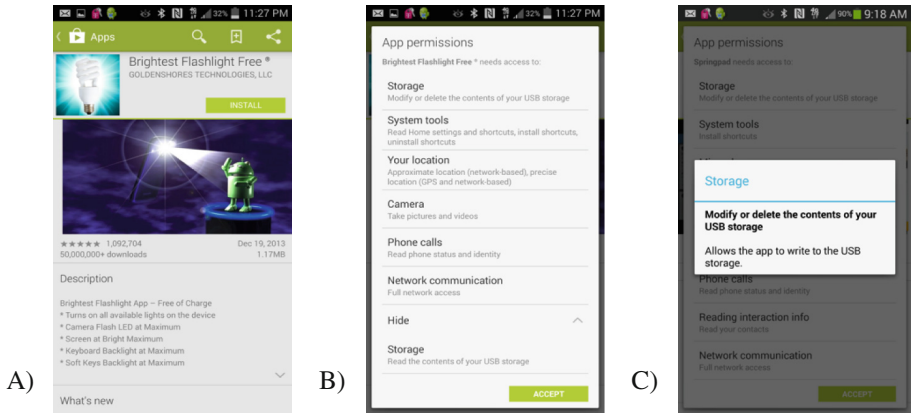 32% 11:27 PM
Apps
Brightest Flashlight Free ®
GOLDENSHORES TECHNOLOGIES, LLC
INSTALL
★★★★★ 1,092,704 Dec 19, 2013
50,000,000+ downloads 1.17MB
Description
Brightest Flashlight App – Free of Charge
* Turns on all available lights on the device
* Camera Flash LED at Maximum
* Screen at Bright Maximum
* Keyboard Backlight at Maximum
* Soft Keys Backlight at Maximum
What's new
A)
32% 11:27 PM
App permissions
Brightest Flashlight Free ® needs access to:
Storage
Modify or delete the contents of your USB storage
System tools
Read Home settings and shortcuts, install shortcuts,
uninstall shortcuts
Your location
Approximate location (network-based), precise
location (GPS and network-based)
Camera
Take pictures and videos
Phone calls
Read phone status and identity
Network communication
Full network access
Hide
Storage
Read the contents of your USB storage
ACCEPT
B)
90% 9:18 AM
App permissions
Springpad needs access to:
Storage
Modify or delete the contents of your USB storage
System tools
Install shortcuts
Storage
Modify or delete the contents of your
USB storage
Allows the app to write to the USB
storage.
Phone calls
Read phone status and identity
Reading interaction info
Read your contacts
Network communication
Full network access
ACCEPT
C)